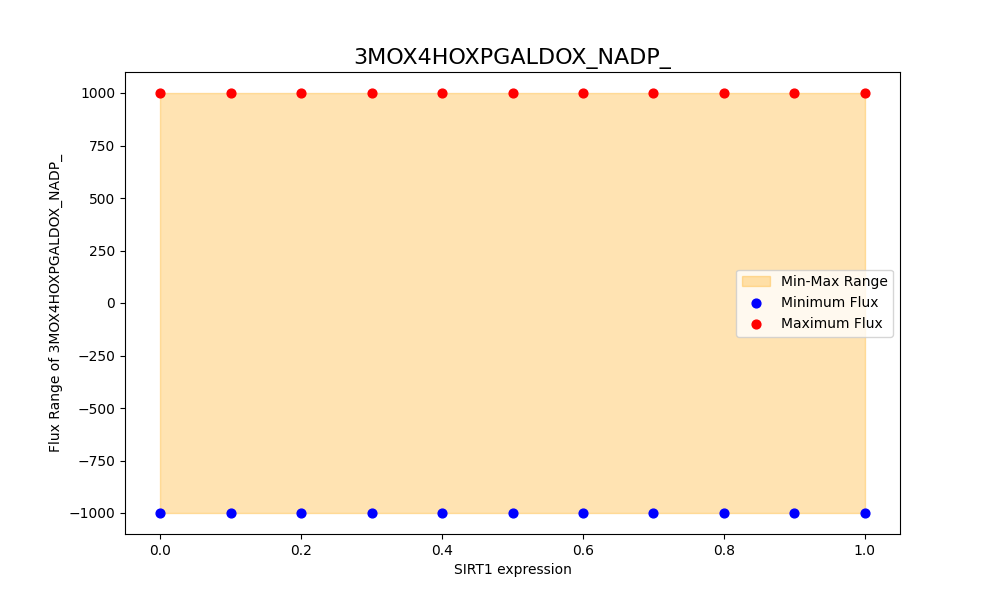 3MOX4HOXPGALDOX_NADP_
Flux Range of 3MOX4HOXPGALDOX_NADP_
1000
750
500
250
0
−250
−500
−750
−1000
Min-Max Range
Minimum Flux
Maximum Flux
0.0
0.2
0.4
0.6
0.8
1.0
SIRT1 expression